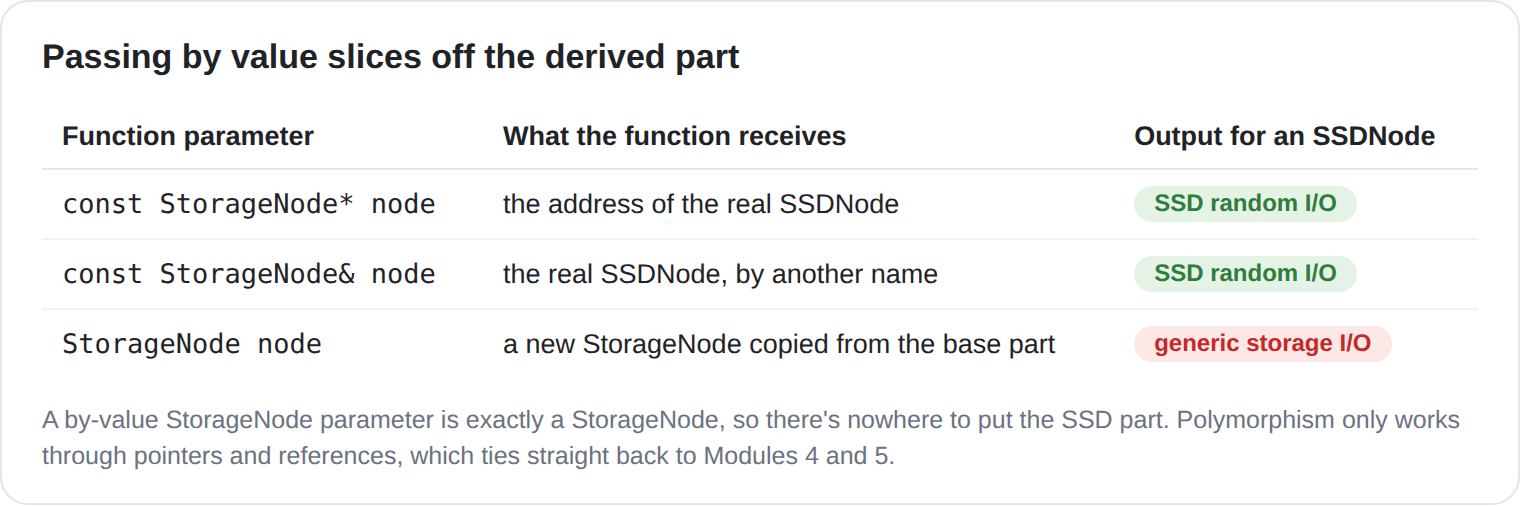 Passing by value slices off the derived part
Function parameter What the function receives Output for an SSDNode
const StorageNode* node the address of the real SSDNode SSD random I/O
const StorageNode& node the real SSDNode, by another name SSD random I/O
StorageNode node a new StorageNode copied from the base part generic storage I/O
A by-value StorageNode parameter is exactly a StorageNode, so there's nowhere to put the SSD part. Polymorphism only works
through pointers and references, which ties straight back to Modules 4 and 5.